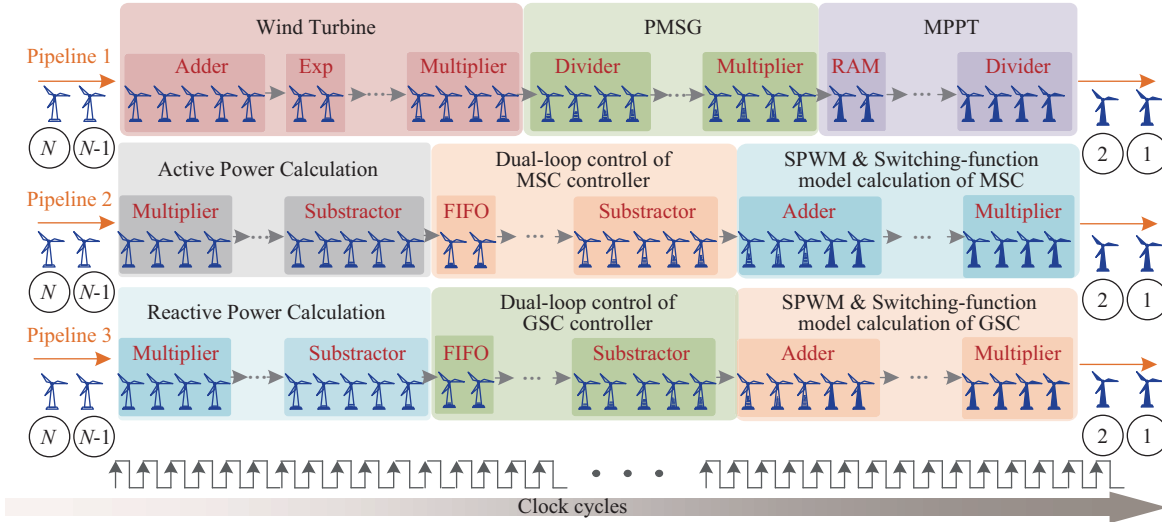 Wind Turbine PMSG MPPT
Pipeline 1
Adder Exp Multiplier Divider Multiplier RAM Divider
N N-1 2 1
Active Power Calculation
Dual-loop control of
MSC controller
SPWM & Switching-function
model calculation of MSC
Pipeline 2
Multiplier Substractor FIFO Substractor Adder Multiplier
N N-1 2 1
Reactive Power Calculation
Dual-loop control of
GSC controller
SPWM & Switching-function
model calculation of GSC
Pipeline 3
Multiplier Substractor FIFO Substractor Adder Multiplier
N N-1 2 1
Clock cycles